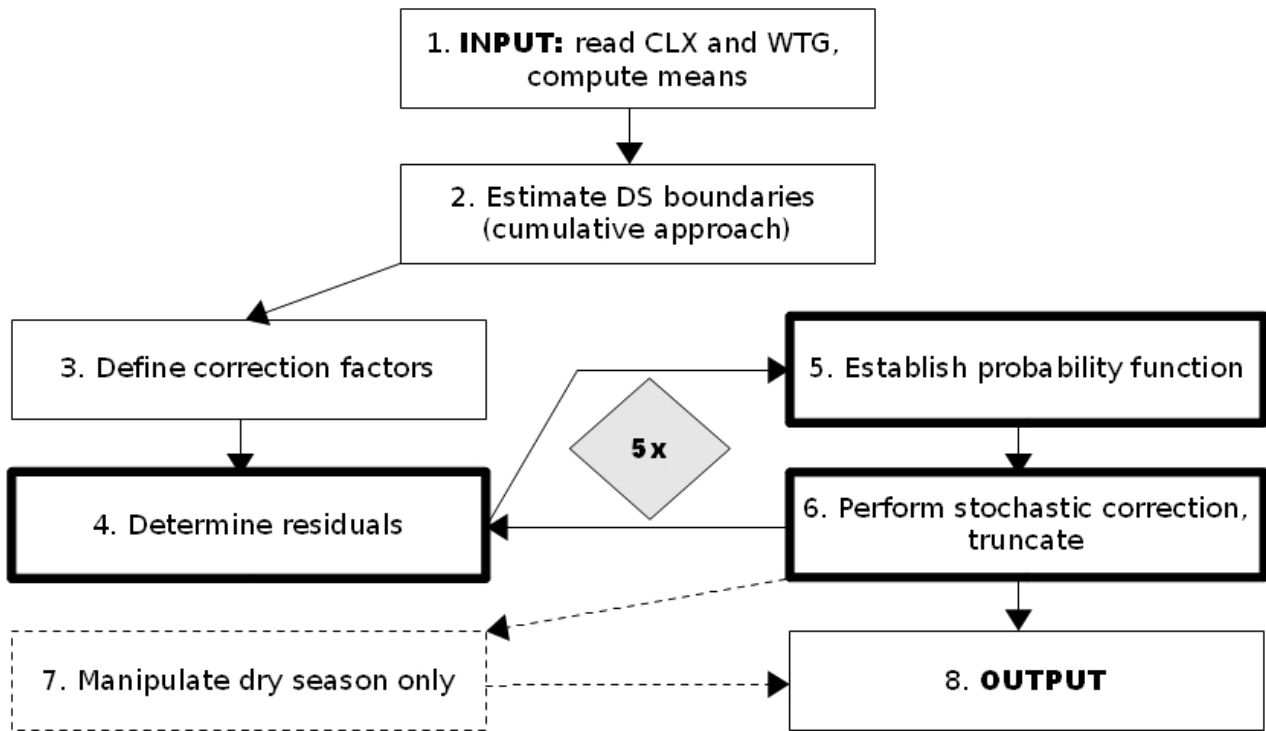 1. INPUT: read CLX and WTG,
compute means
2. Estimate DS boundaries
(cumulative approach)
3. Define correction factors
5. Establish probability function
5x
4. Determine residuals
6. Perform stochastic correction,
truncate
7. Manipulate dry season only
8. OUTPUT